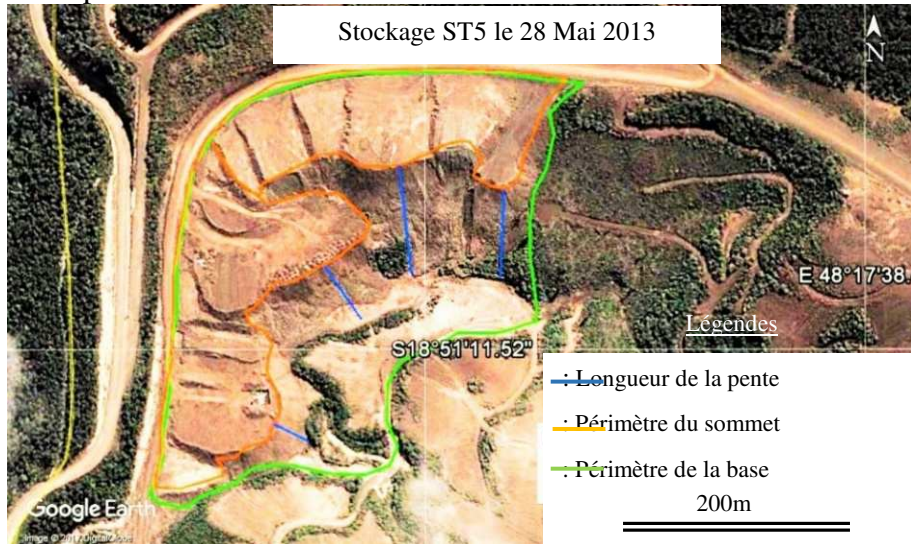 Stockage ST5 le 28 Mai 2013
N
E 48°17'38.
S18°51'11.52"
Légendes
: Longueur de la pente
: Périmètre du sommet
: Périmètre de la base
200m
Google Earth